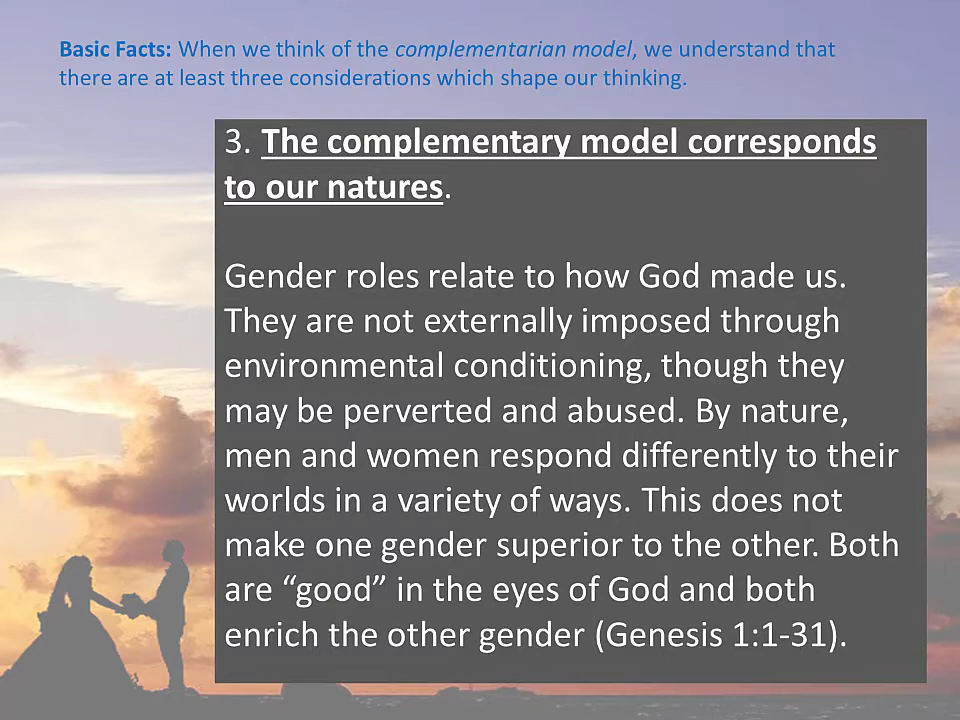 Basic Facts: When we think of the complementarian model, we understand that
there are at least three considerations which shape our thinking.
3. The complementary model corresponds
to our natures.
Gender roles relate to how God made us.
They are not externally imposed through
environmental conditioning, though they
may be perverted and abused. By nature,
men and women respond differently to their
worlds in a variety of ways. This does not
make one gender superior to the other. Both
are “good” in the eyes of God and both
enrich the other gender (Genesis 1:1-31).